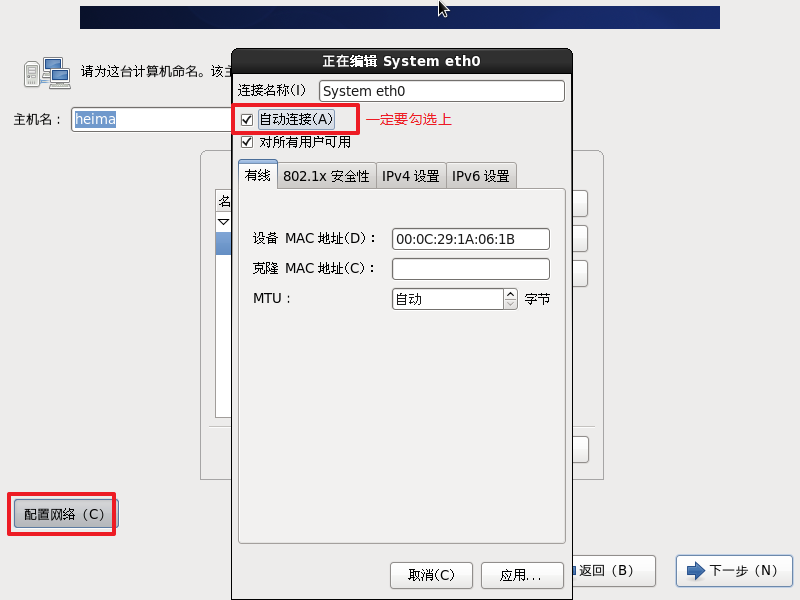 正在编辑 System eth0
请为这台计算机命名。该主
连接名称(I)
System eth0
主机名：
heima
自动连接(A)
一定要勾选上
对所有用户可用
有线
802.1x 安全性
IPv4 设置
IPv6 设置
名
设备 MAC 地址(D)：
00:0C:29:1A:06:1B
克隆 MAC 地址(C)：
MTU：
自动
字节
配置网络（C）
取消(C)
应用...
返回（B）
下一步（N）